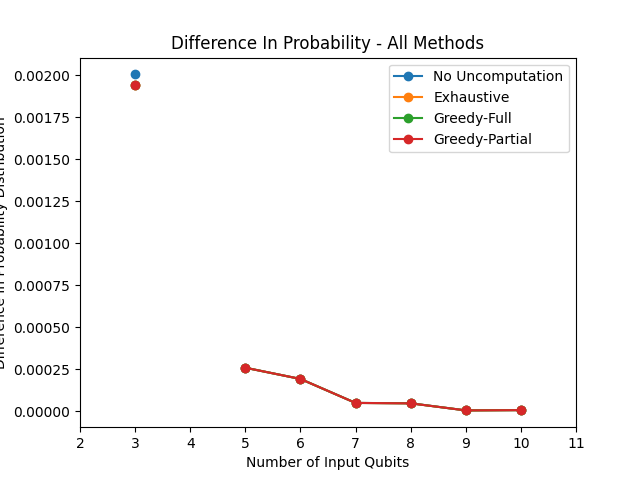 Difference In Probability - All Methods
0.00200
0.00175
0.00150
0.00125
0.00100
0.00075
0.00050
0.00025
0.00000
Difference in Probability Distribution
2 3 4 5 6 7 8 9 10 11
Number of Input Qubits
No Uncomputation
Exhaustive
Greedy-Full
Greedy-Partial